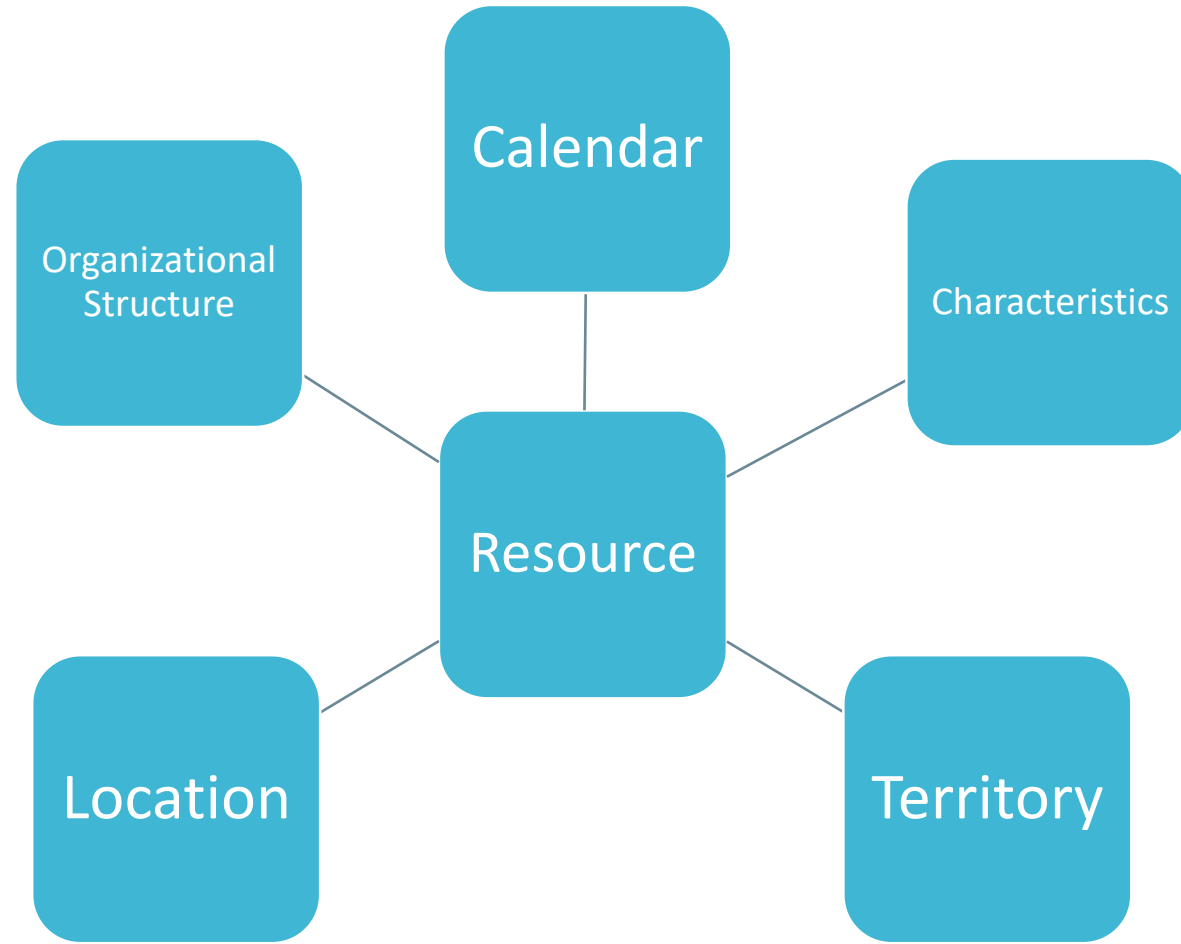 Calendar
Organizational
Structure
Characteristics
Resource
Location
Territory